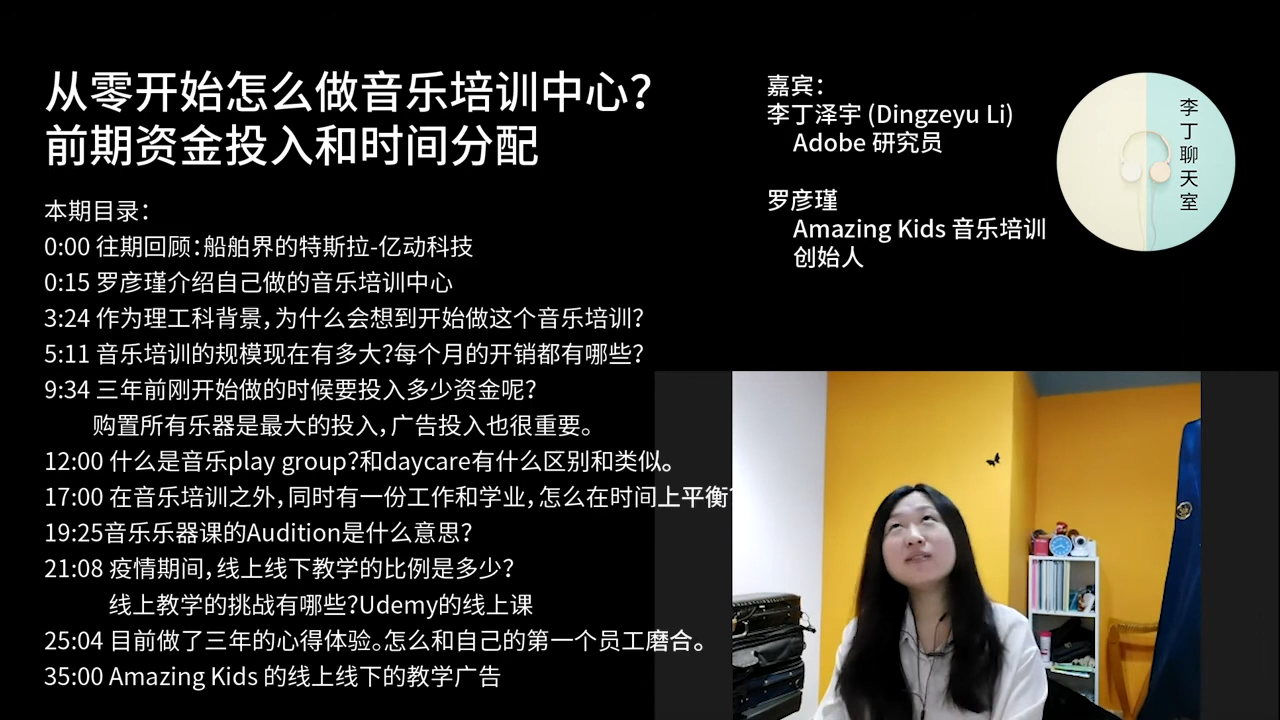 从零开始怎么做音乐培训中心?
前期资金投入和时间分配
本期目录:
0:00 往期回顾:船舶界的特斯拉-亿动科技
0:15 罗彦瑾介绍自己做的音乐培训中心
3:24 作为理工科背景,为什么会想到开始做这个音乐培训?
5:11 音乐培训的规模现在有多大?每个月的开销都有哪些?
9:34 三年前刚开始做的时候要投入多少资金呢?
购置所有乐器是最大的投入,广告投入也很重要。
12:00 什么是音乐play group?和daycare有什么区别和类似。
17:00 在音乐培训之外,同时有一份工作和学业,怎么在时间上平衡?
19:25音乐乐器课的Audition是什么意思?
21:08 疫情期间,线上线下教学的比例是多少?
线上教学的挑战有哪些?Udemy的线上课
25:04 目前做了三年的心得体验。怎么和自己的第一个员工磨合。
35:00 Amazing Kids 的线上线下的教学广告
嘉宾:
李丁泽宇 (Dingzeyu Li)
Adobe 研究员
罗彦瑾
Amazing Kids 音乐培训
创始人
李丁聊天室